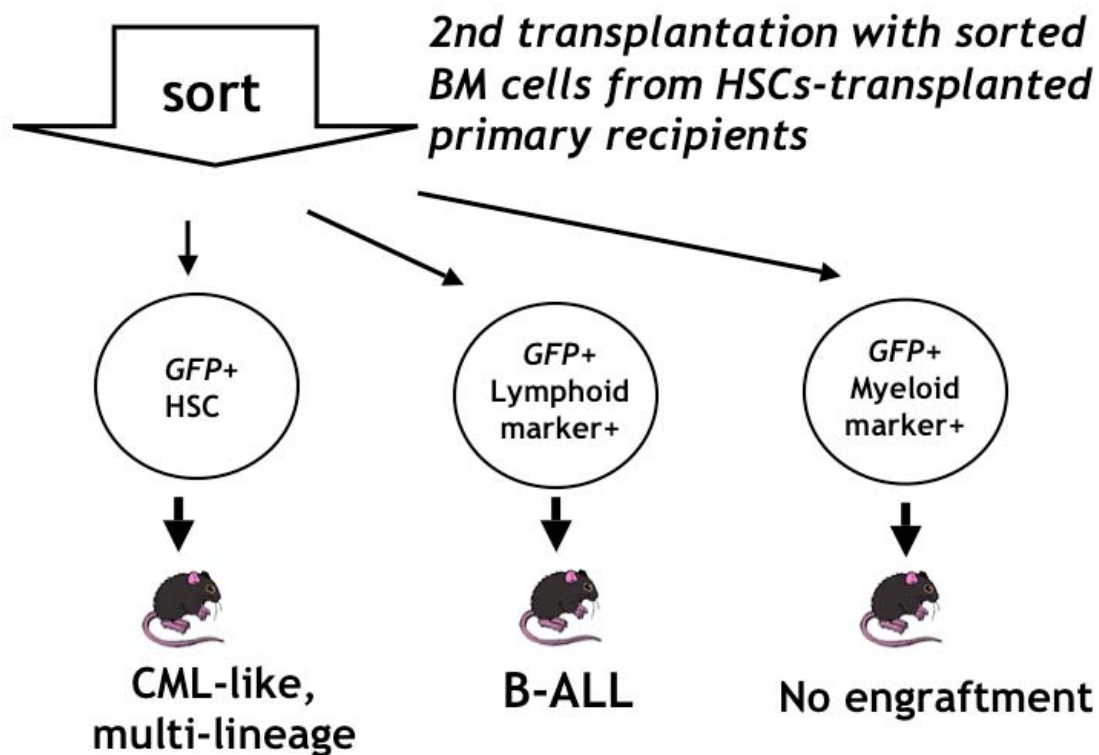 sort
2nd transplantation with sorted
BM cells from HSCs-transplanted
primary recipients
GFP+
HSC
GFP+
Lymphoid
marker+
GFP+
Myeloid
marker+
CML-like,
multi-lineage
B-ALL
No engraftment